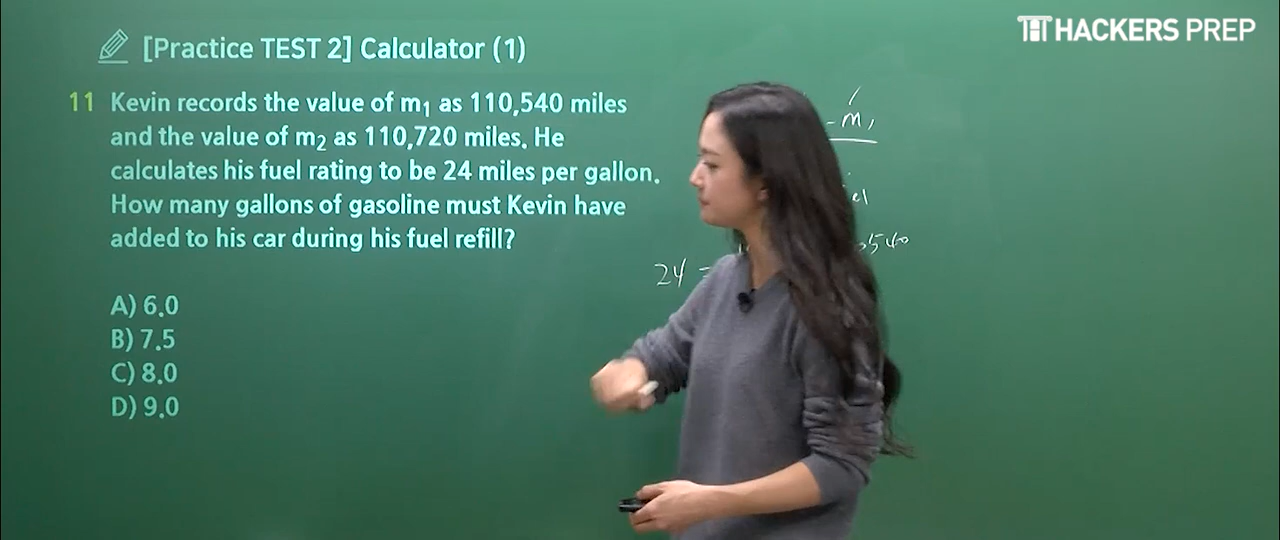 HACKERS PREP
[Practice TEST 2] Calculator (1)
11 Kevin records the value of m₁ as 110,540 miles
and the value of m₂ as 110,720 miles. He
calculates his fuel rating to be 24 miles per gallon.
How many gallons of gasoline must Kevin have
added to his car during his fuel refill?
A) 6.0
B) 7.5
C) 8.0
D) 9.0
- m₁
24 =